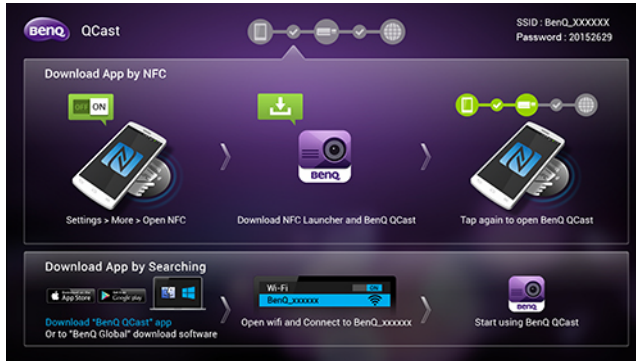 BenQ
QCast
SSID : BenQ_XXXXXX
Password : 20152629
Download App by NFC
OFF ON
BenQ
Settings > More > Open NFC
Download NFC Launcher and BenQ QCast
Tap again to open BenQ QCast
Download App by Searching
App Store
Google play
Wi-Fi
ON
BenQ_xxxxxx
BenQ
Download "BenQ QCast" app
Or to "BenQ Global" download software
Open wifi and Connect to BenQ_xxxxxx
Start using BenQ QCast